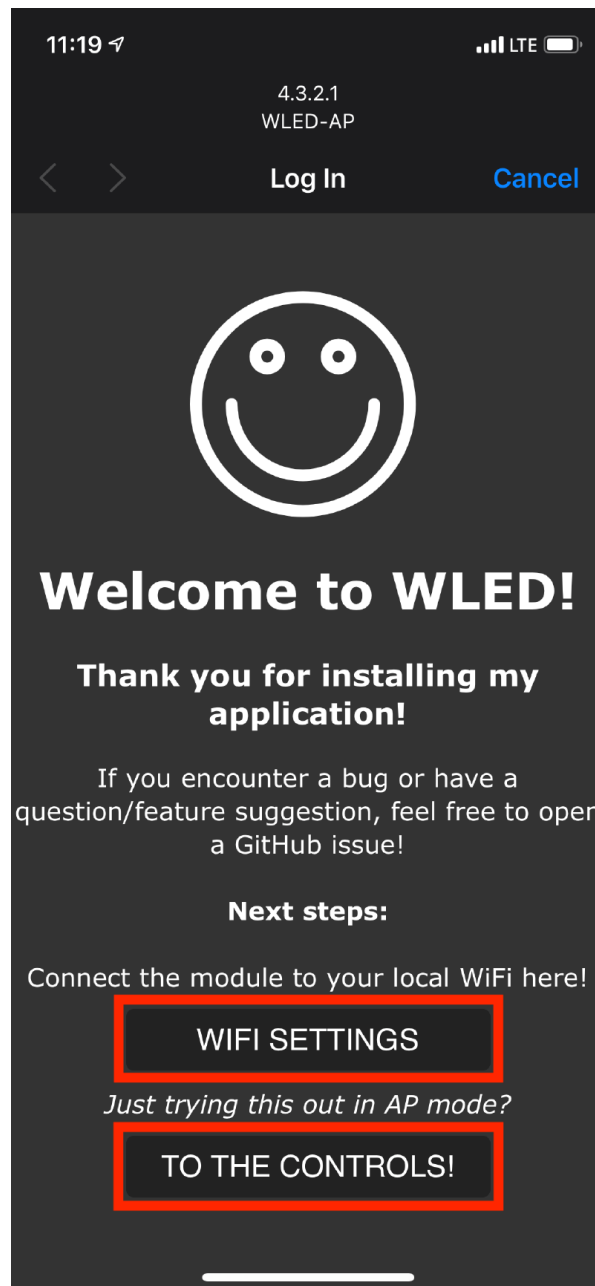 11:19
LTE
4.3.2.1
WLED-AP
Log In
Cancel
Welcome to WLED!
Thank you for installing my
application!
If you encounter a bug or have a
question/feature suggestion, feel free to open
a GitHub issue!
Next steps:
Connect the module to your local WiFi here!
WIFI SETTINGS
Just trying this out in AP mode?
TO THE CONTROLS!